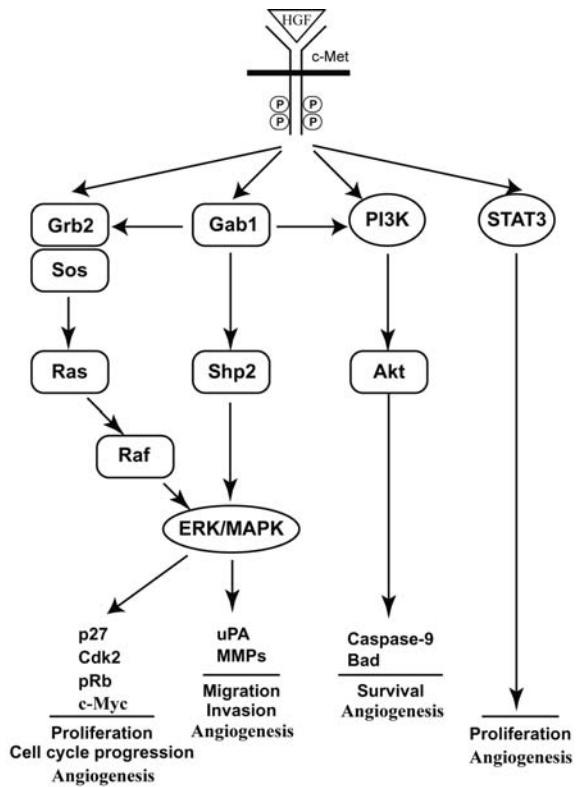 HGF
c-Met
P P
P P
Grb2 Gab1 PI3K STAT3
Sos
Ras Shp2 Akt
Raf
ERK/MAPK
p27
Cdk2
pRb
c-Myc
Proliferation
Cell cycle progression
Angiogenesis
uPA
MMPs
Migration
Invasion
Angiogenesis
Caspase-9
Bad
Survival
Angiogenesis
Proliferation
Angiogenesis